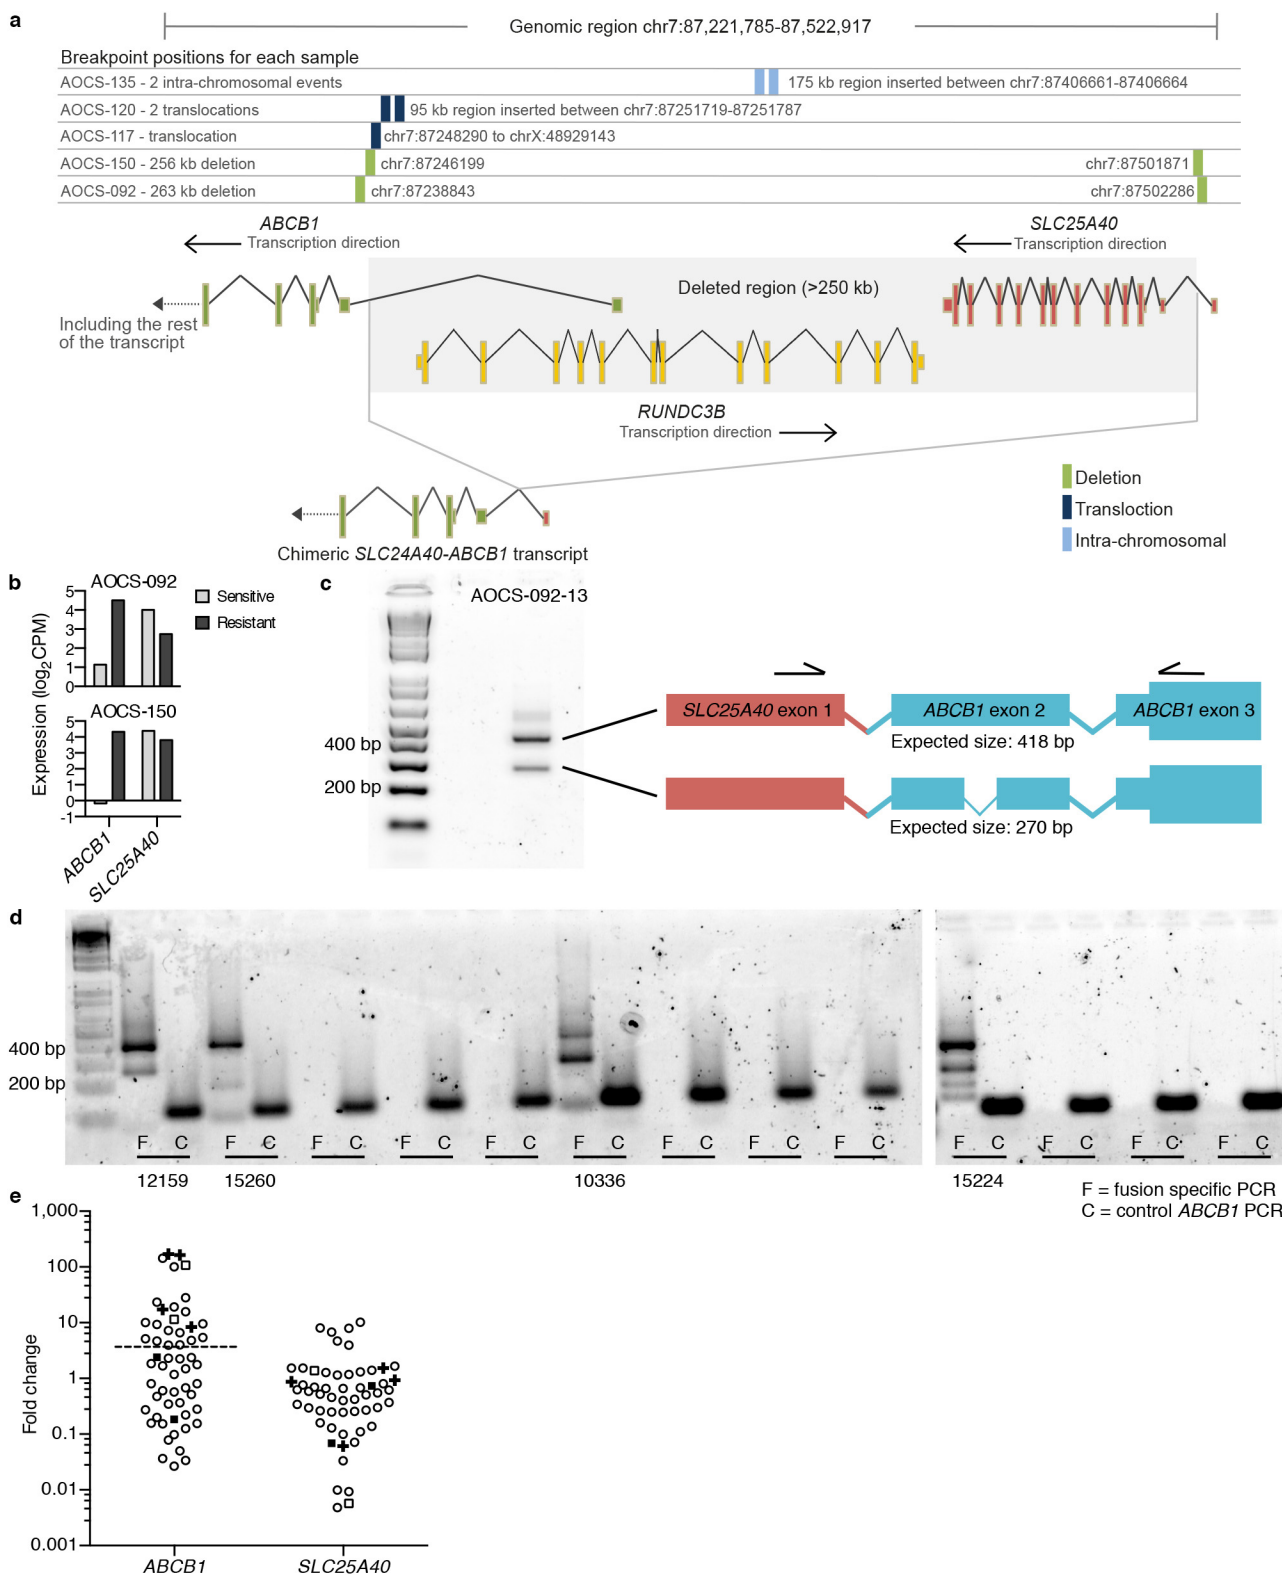 a
Genomic region chr7:87,221,785-87,522,917
Breakpoint positions for each sample
AOCS-135 - 2 intra-chromosomal events
175 kb region inserted between chr7:87406661-87406664
AOCS-120 - 2 translocations
95 kb region inserted between chr7:87251719-87251787
AOCS-117 - translocation
chr7:87248290 to chrX:48929143
AOCS-150 - 256 kb deletion
chr7:87246199
chr7:87501871
AOCS-092 - 263 kb deletion
chr7:87238843
chr7:87502286
ABCB1
Transcription direction
SLC25A40
Transcription direction
Deleted region (>250 kb)
Including the rest
of the transcript
RUNDC3B
Transcription direction
Deletion
Transloction
Intra-chromosomal
Chimeric SLC24A40-ABCB1 transcript
b
AOCS-092
Expression (log2CPM)
5
4
3
2
1
0
Sensitive
Resistant
AOCS-150
5
4
3
2
1
0
-1
ABCB1
SLC25A40
c
AOCS-092-13
400 bp
200 bp
SLC25A40 exon 1
ABCB1 exon 2
ABCB1 exon 3
Expected size: 418 bp
Expected size: 270 bp
d
400 bp
200 bp
F C F C F C F C F C F C F C F C F C F C F C F C F C
12159
15260
10336
15224
F = fusion specific PCR
C = control ABCB1 PCR
e
Fold change
1,000
100
10
1
0.1
0.01
0.001
ABCB1
SLC25A40